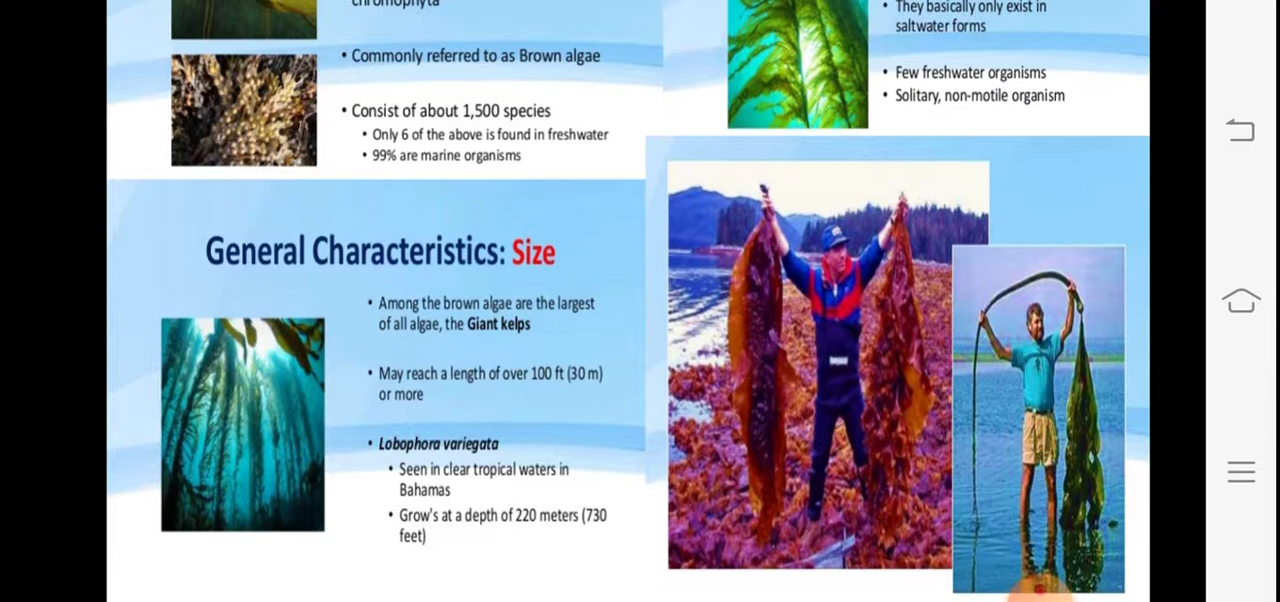 chromophyta
• Commonly referred to as Brown algae
• Consist of about 1,500 species
• Only 6 of the above is found in freshwater
• 99% are marine organisms
• They basically only exist in
saltwater forms
• Few freshwater organisms
• Solitary, non-motile organism
General Characteristics: Size
• Among the brown algae are the largest
of all algae, the Giant kelps
• May reach a length of over 100 ft (30 m)
or more
• Lobophora variegata
• Seen in clear tropical waters in
Bahamas
• Grow's at a depth of 220 meters (730
feet)